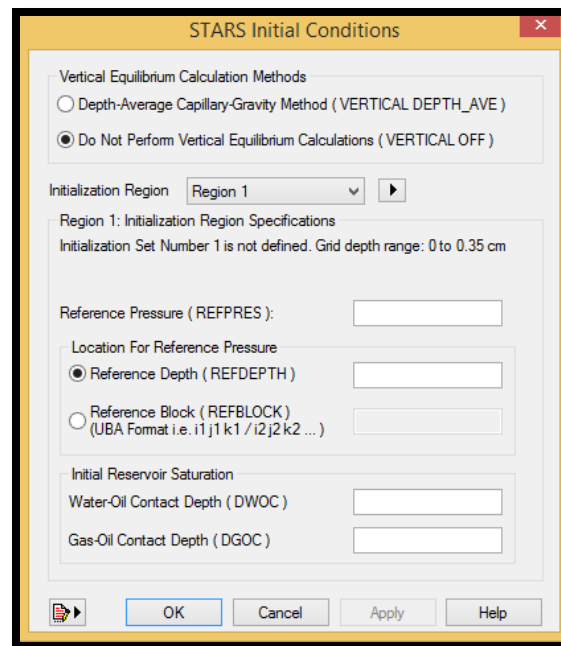 STARS Initial Conditions
Vertical Equilibrium Calculation Methods
Depth-Average Capillary-Gravity Method ( VERTICAL DEPTH_AVE )
Do Not Perform Vertical Equilibrium Calculations ( VERTICAL OFF )
Initialization Region Region 1
Region 1: Initialization Region Specifications
Initialization Set Number 1 is not defined. Grid depth range: 0 to 0.35 cm
Reference Pressure ( REFPRES ):
Location For Reference Pressure
Reference Depth ( REFDEPTH )
Reference Block ( REFBLOCK )
(UBA Format i.e. i1 j1 k1 / i2 j2 k2 ... )
Initial Reservoir Saturation
Water-Oil Contact Depth ( DWOC )
Gas-Oil Contact Depth ( DGOC )
OK Cancel Apply Help